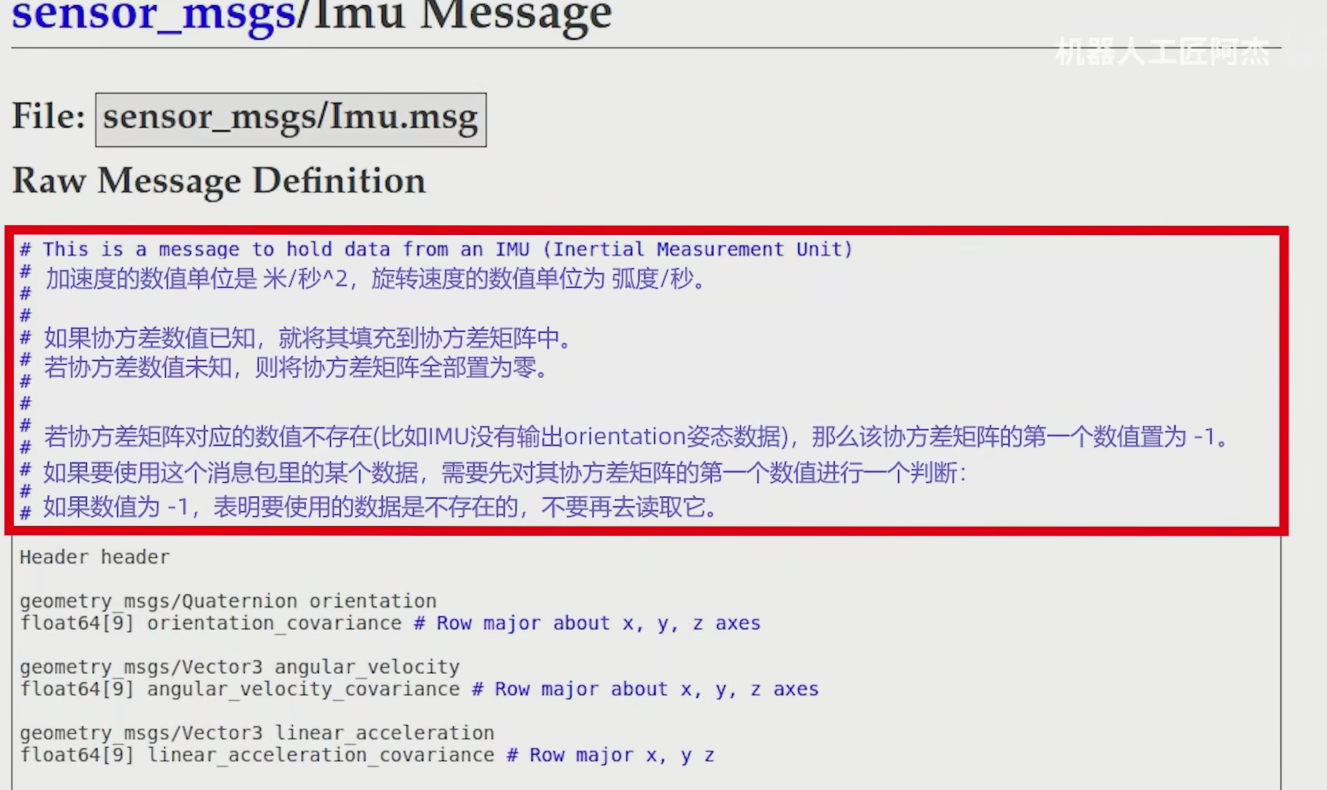 sensor_msgs/Imu Message
机器人工匠阿杰
File: sensor_msgs/Imu.msg
Raw Message Definition
# This is a message to hold data from an IMU (Inertial Measurement Unit)
# 加速度的数值单位是 米/秒^2，旋转速度的数值单位为 弧度/秒。
#
#
# 如果协方差数值已知，就将其填充到协方差矩阵中。
# 若协方差数值未知，则将协方差矩阵全部置为零。
#
#
# 若协方差矩阵对应的数值不存在(比如IMU没有输出orientation姿态数据)，那么该协方差矩阵的第一个数值置为 -1。
#
# 如果要使用这个消息包里的某个数据，需要先对其协方差矩阵的第一个数值进行一个判断：
#
# 如果数值为 -1，表明要使用的数据是不存在的，不要再去读取它。
Header header
geometry_msgs/Quaternion orientation
float64[9] orientation_covariance # Row major about x, y, z axes
geometry_msgs/Vector3 angular_velocity
float64[9] angular_velocity_covariance # Row major about x, y, z axes
geometry_msgs/Vector3 linear_acceleration
float64[9] linear_acceleration_covariance # Row major x, y z